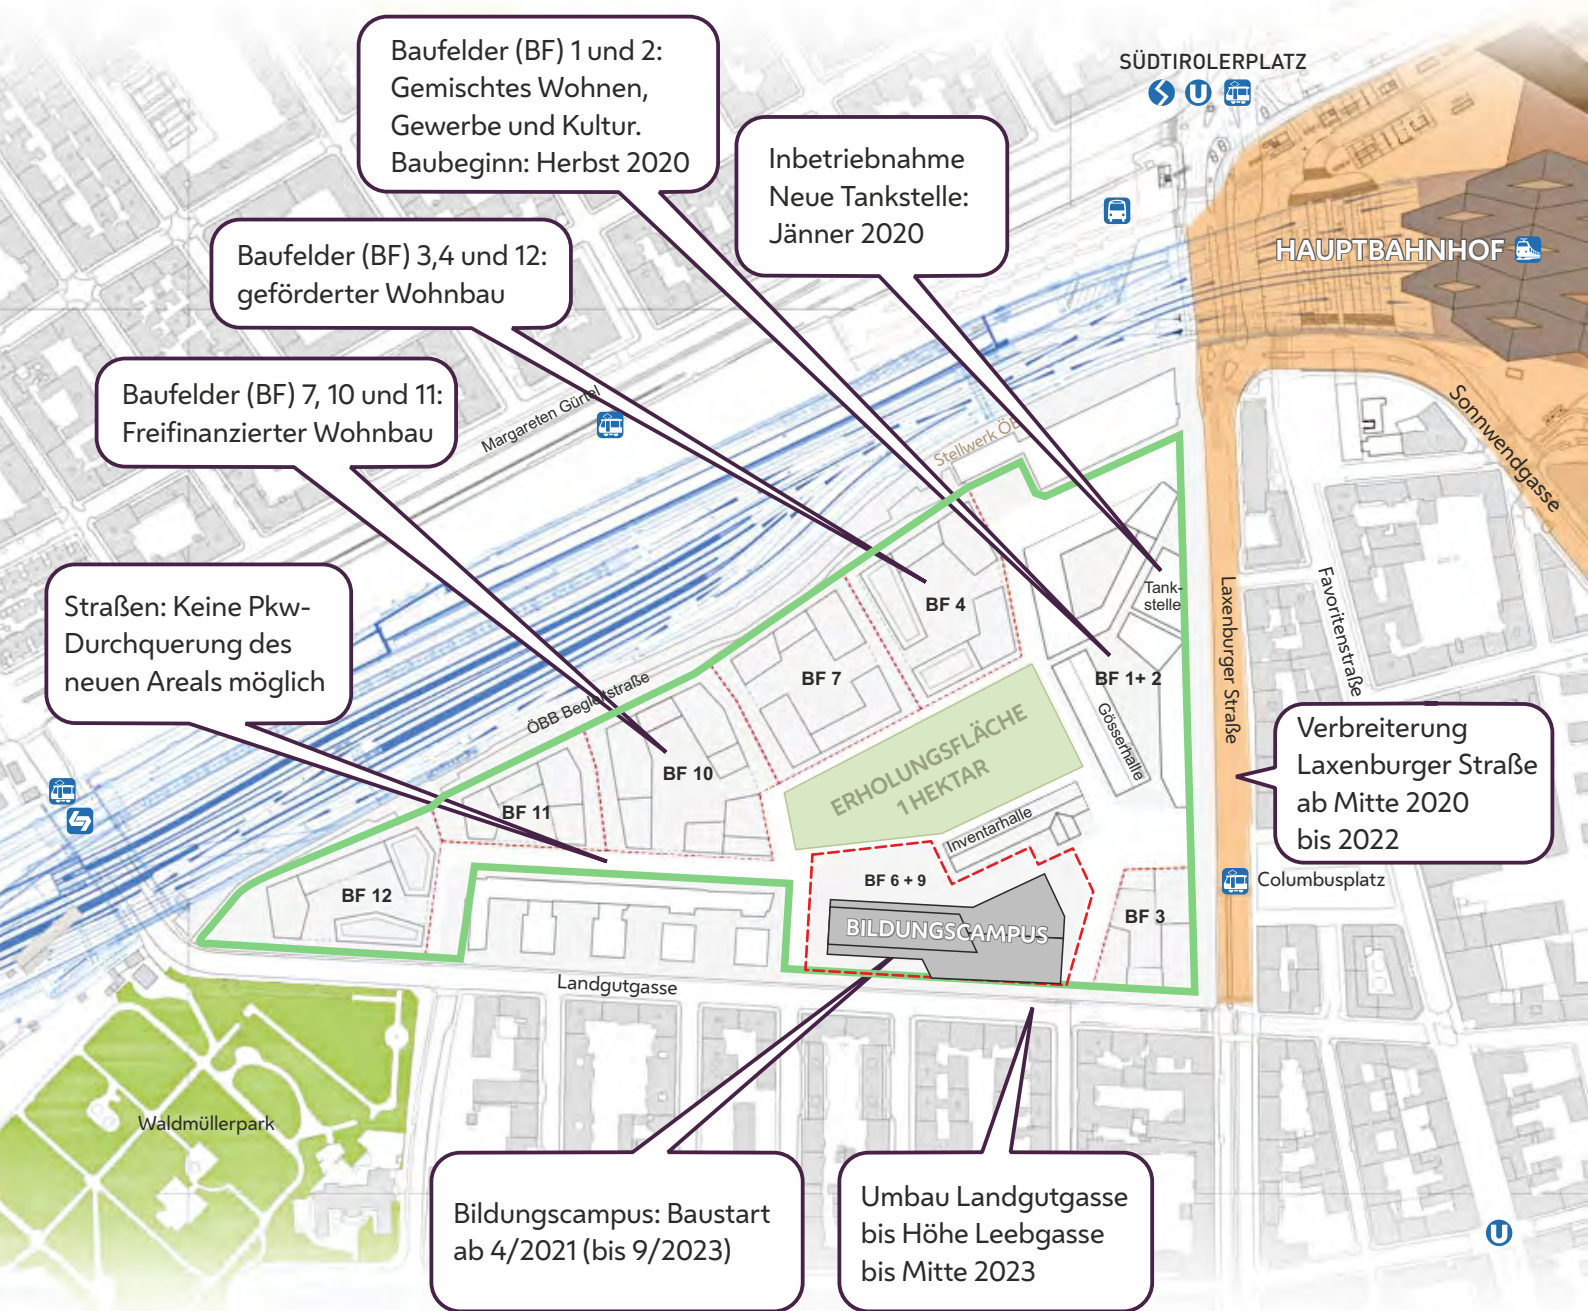 Baufelder (BF) 1 und 2:
Gemischtes Wohnen,
Gewerbe und Kultur.
Baubeginn: Herbst 2020
SÜDTIROLERPLATZ
U
Inbetriebnahme
Neue Tankstelle:
Jänner 2020
HAUPTBAHNHOF
Baufelder (BF) 3,4 und 12:
geförderter Wohnbau
Baufelder (BF) 7, 10 und 11:
Freifinanzierter Wohnbau
Margareten Gürtel
Stellwerk ÖB
Sonnwendgasse
Straßen: Keine Pkw-
Durchquerung des
neuen Areals möglich
ÖBB Begleitstraße
BF 4
Tank-
stelle
BF 7
BF 1+ 2
Gösserhalle
Laxenburger Straße
Favoritenstraße
BF 10
BF 11
BF 12
ERHOLUNGSFLÄCHE
1 HEKTAR
Inventarhalle
Verbreiterung
Laxenburger Straße
ab Mitte 2020
bis 2022
BF 6 + 9
BILDUNGSCAMPUS
BF 3
Columbusplatz
Landgutgasse
Waldmüllerpark
Bildungscampus: Baustart
ab 4/2021 (bis 9/2023)
Umbau Landgutgasse
bis Höhe Leebgasse
bis Mitte 2023
U